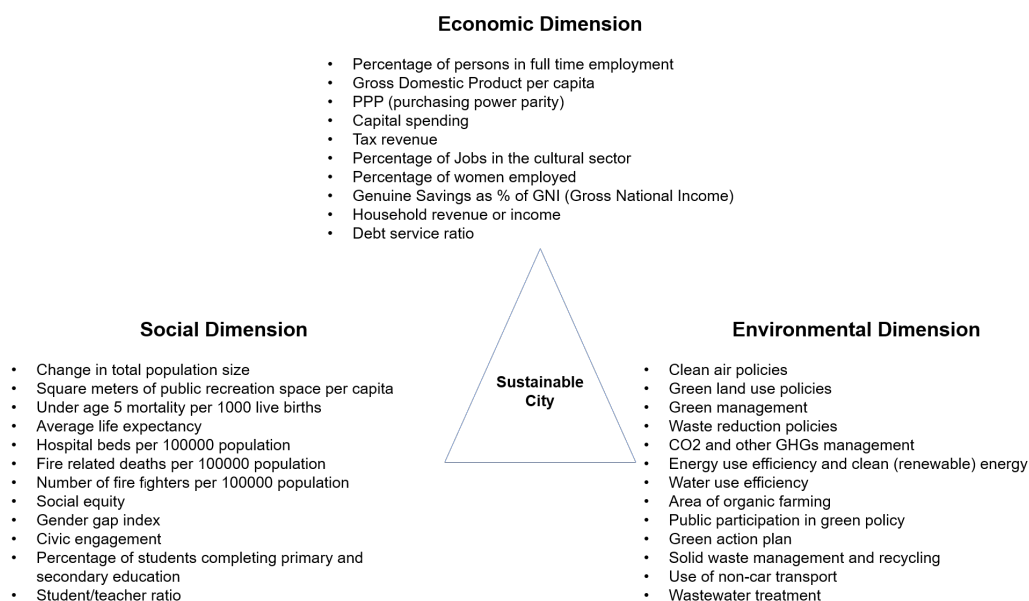 Economic Dimension
• Percentage of persons in full time employment
• Gross Domestic Product per capita
• PPP (purchasing power parity)
• Capital spending
• Tax revenue
• Percentage of Jobs in the cultural sector
• Percentage of women employed
• Genuine Savings as % of GNI (Gross National Income)
• Household revenue or income
• Debt service ratio
Social Dimension
• Change in total population size
• Square meters of public recreation space per capita
• Under age 5 mortality per 1000 live births
• Average life expectancy
• Hospital beds per 100000 population
• Fire related deaths per 100000 population
• Number of fire fighters per 100000 population
• Social equity
• Gender gap index
• Civic engagement
• Percentage of students completing primary and
secondary education
• Student/teacher ratio
Sustainable
City
Environmental Dimension
• Clean air policies
• Green land use policies
• Green management
• Waste reduction policies
• CO2 and other GHGs management
• Energy use efficiency and clean (renewable) energy
• Water use efficiency
• Area of organic farming
• Public participation in green policy
• Green action plan
• Solid waste management and recycling
• Use of non-car transport
• Wastewater treatment